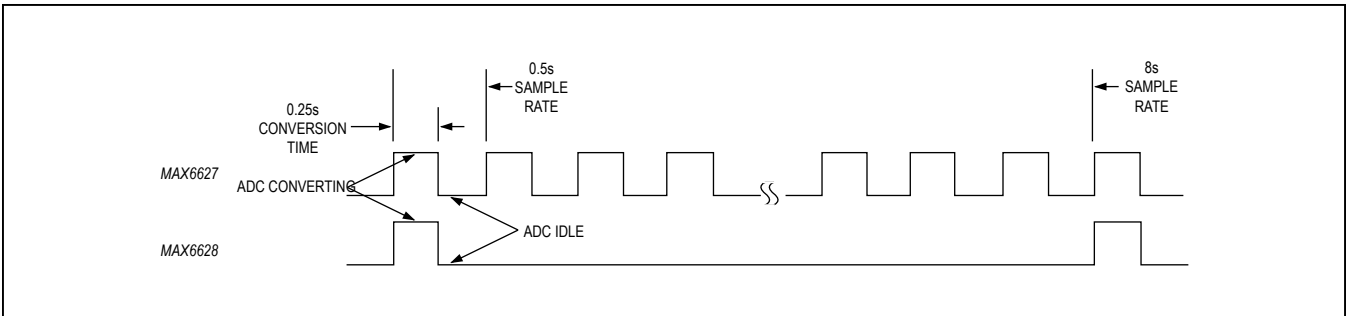 0.5s
SAMPLE
RATE
8s
SAMPLE
RATE
0.25s
CONVERSION
TIME
MAX6627
ADC CONVERTING
ADC IDLE
MAX6628